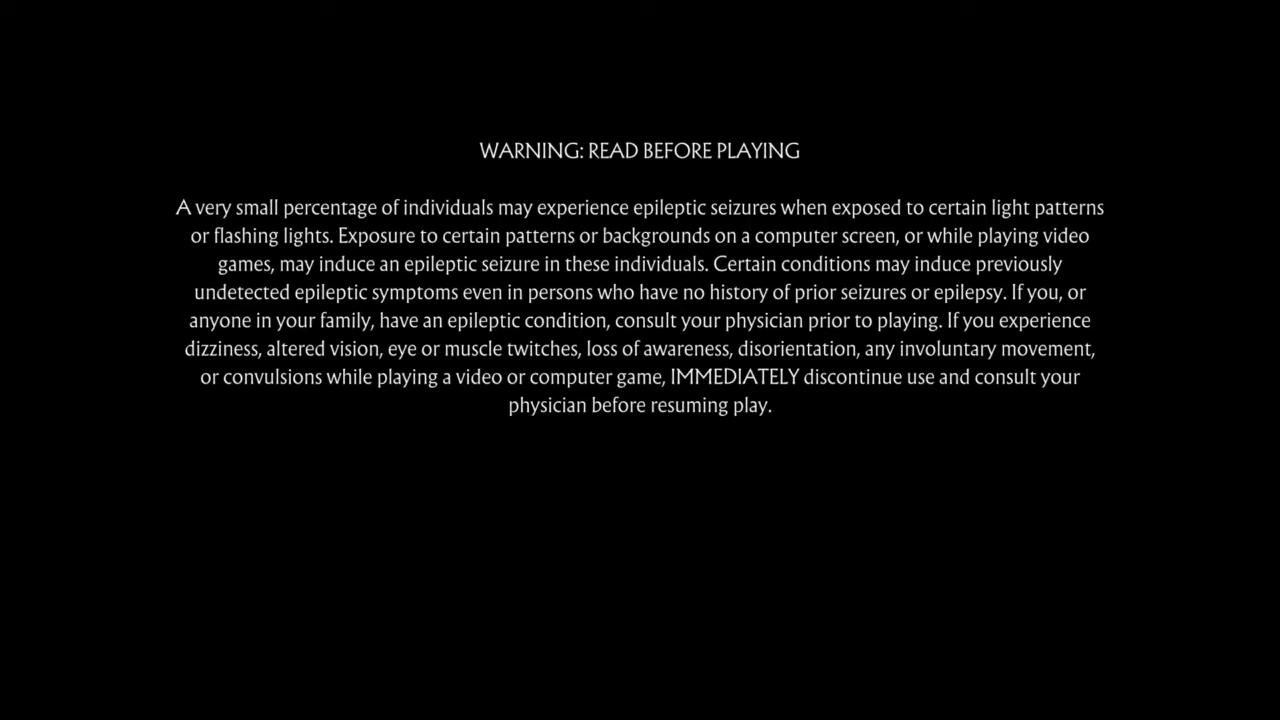 WARNING: READ BEFORE PLAYING
A very small percentage of individuals may experience epileptic seizures when exposed to certain light patterns
or flashing lights. Exposure to certain patterns or backgrounds on a computer screen, or while playing video
games, may induce an epileptic seizure in these individuals. Certain conditions may induce previously
undetected epileptic symptoms even in persons who have no history of prior seizures or epilepsy. If you, or
anyone in your family, have an epileptic condition, consult your physician prior to playing. If you experience
dizziness, altered vision, eye or muscle twitches, loss of awareness, disorientation, any involuntary movement,
or convulsions while playing a video or computer game, IMMEDIATELY discontinue use and consult your
physician before resuming play.